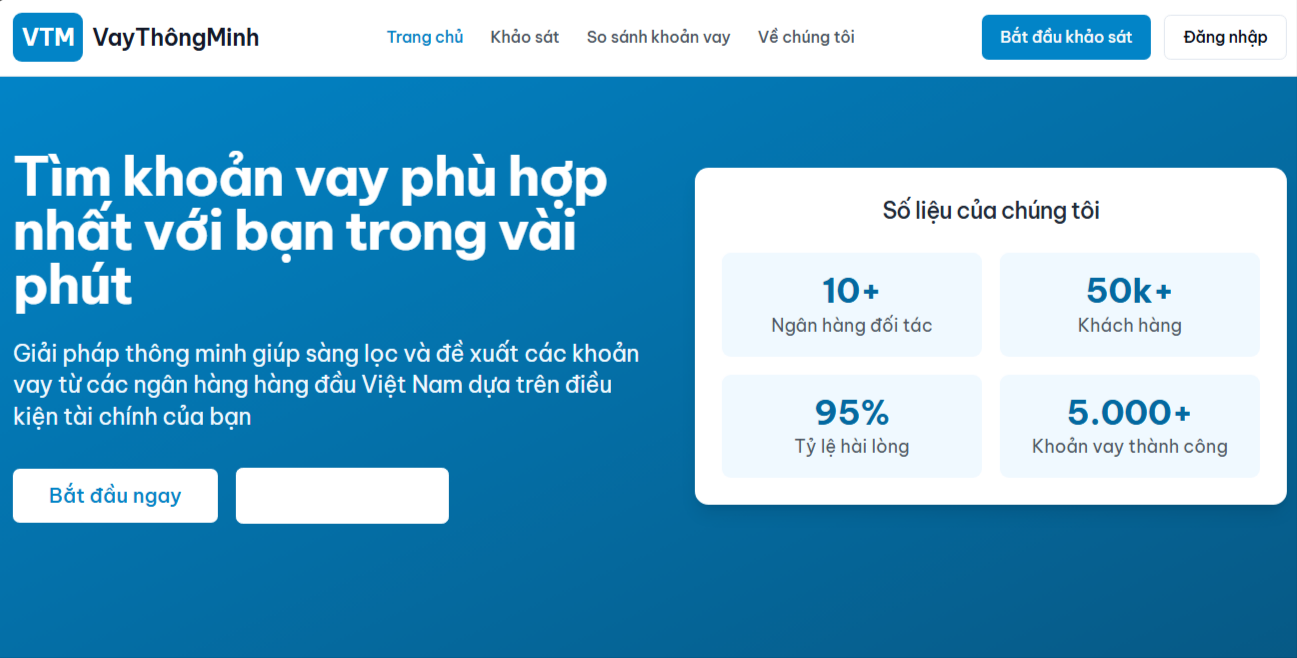 VTM VayThôngMinh
Trang chủ Khảo sát So sánh khoản vay Về chúng tôi
Bắt đầu khảo sát Đăng nhập
Tìm khoản vay phù hợp
nhất với bạn trong vài
phút
Giải pháp thông minh giúp sàng lọc và đề xuất các khoản
vay từ các ngân hàng hàng đầu Việt Nam dựa trên điều
kiện tài chính của bạn
Bắt đầu ngay
Số liệu của chúng tôi
10+
Ngân hàng đối tác
50k+
Khách hàng
95%
Tỷ lệ hài lòng
5.000+
Khoản vay thành công